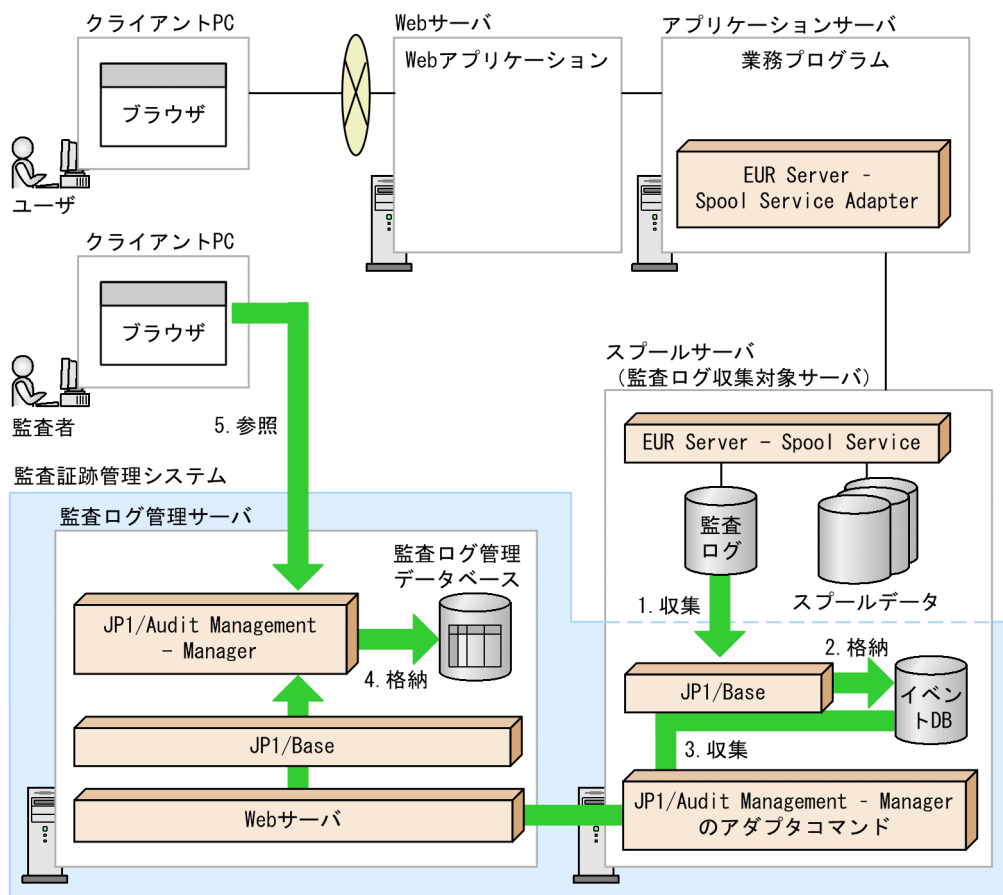 クライアントPC
ブラウザ
ユーザ
Webサーバ
Webアプリケーション
アプリケーションサーバ
業務プログラム
EUR Server -
Spool Service Adapter
クライアントPC
ブラウザ
監査者
5.参照
スプールサーバ
（監査ログ収集対象サーバ）
EUR Server - Spool Service
監査
ログ
スプールデータ
1.収集
2.格納
JP1/Base
イベン
トDB
3.収集
JP1/Audit Management - Manager
のアダプタコマンド
監査証跡管理システム
監査ログ管理サーバ
監査ログ管理
データベース
JP1/Audit Management
- Manager
4.格納
JP1/Base
Webサーバ